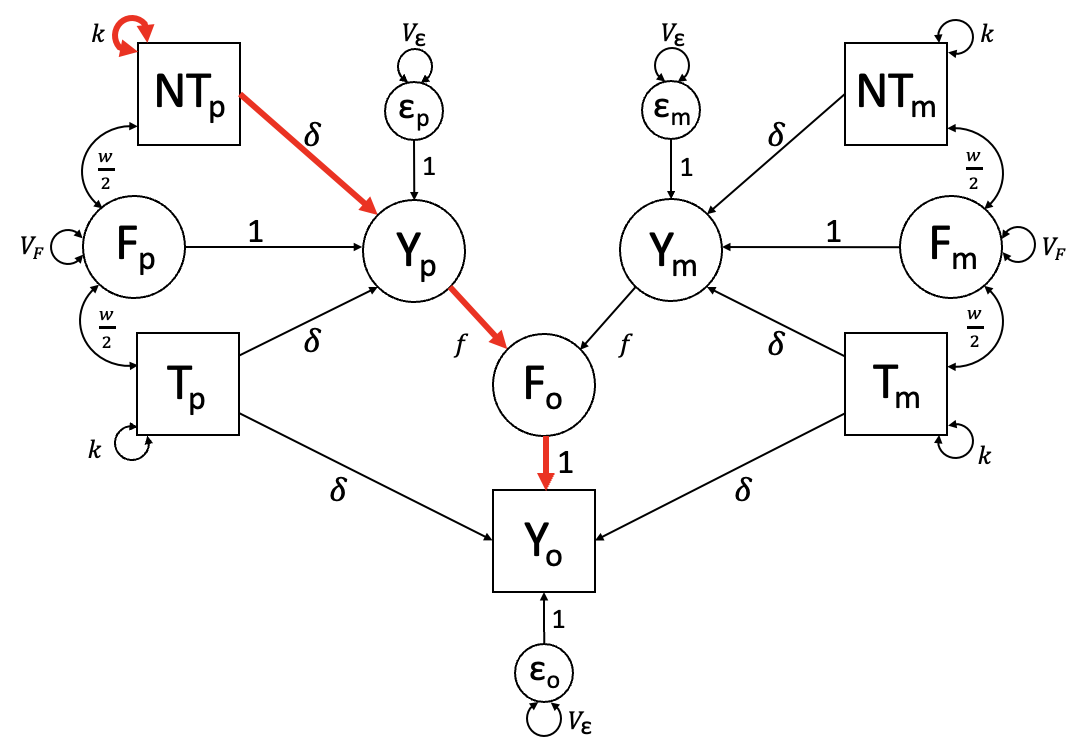 k
V_ε
V_ε
k
NT_p
ε_p
ε_m
NT_m
δ
1
1
δ
w/2
w/2
V_F
F_p
1
Y_p
Y_m
1
F_m
V_F
w/2
δ
f
f
δ
w/2
T_p
F_o
T_m
k
1
k
δ
δ
Y_o
1
ε_o
V_ε